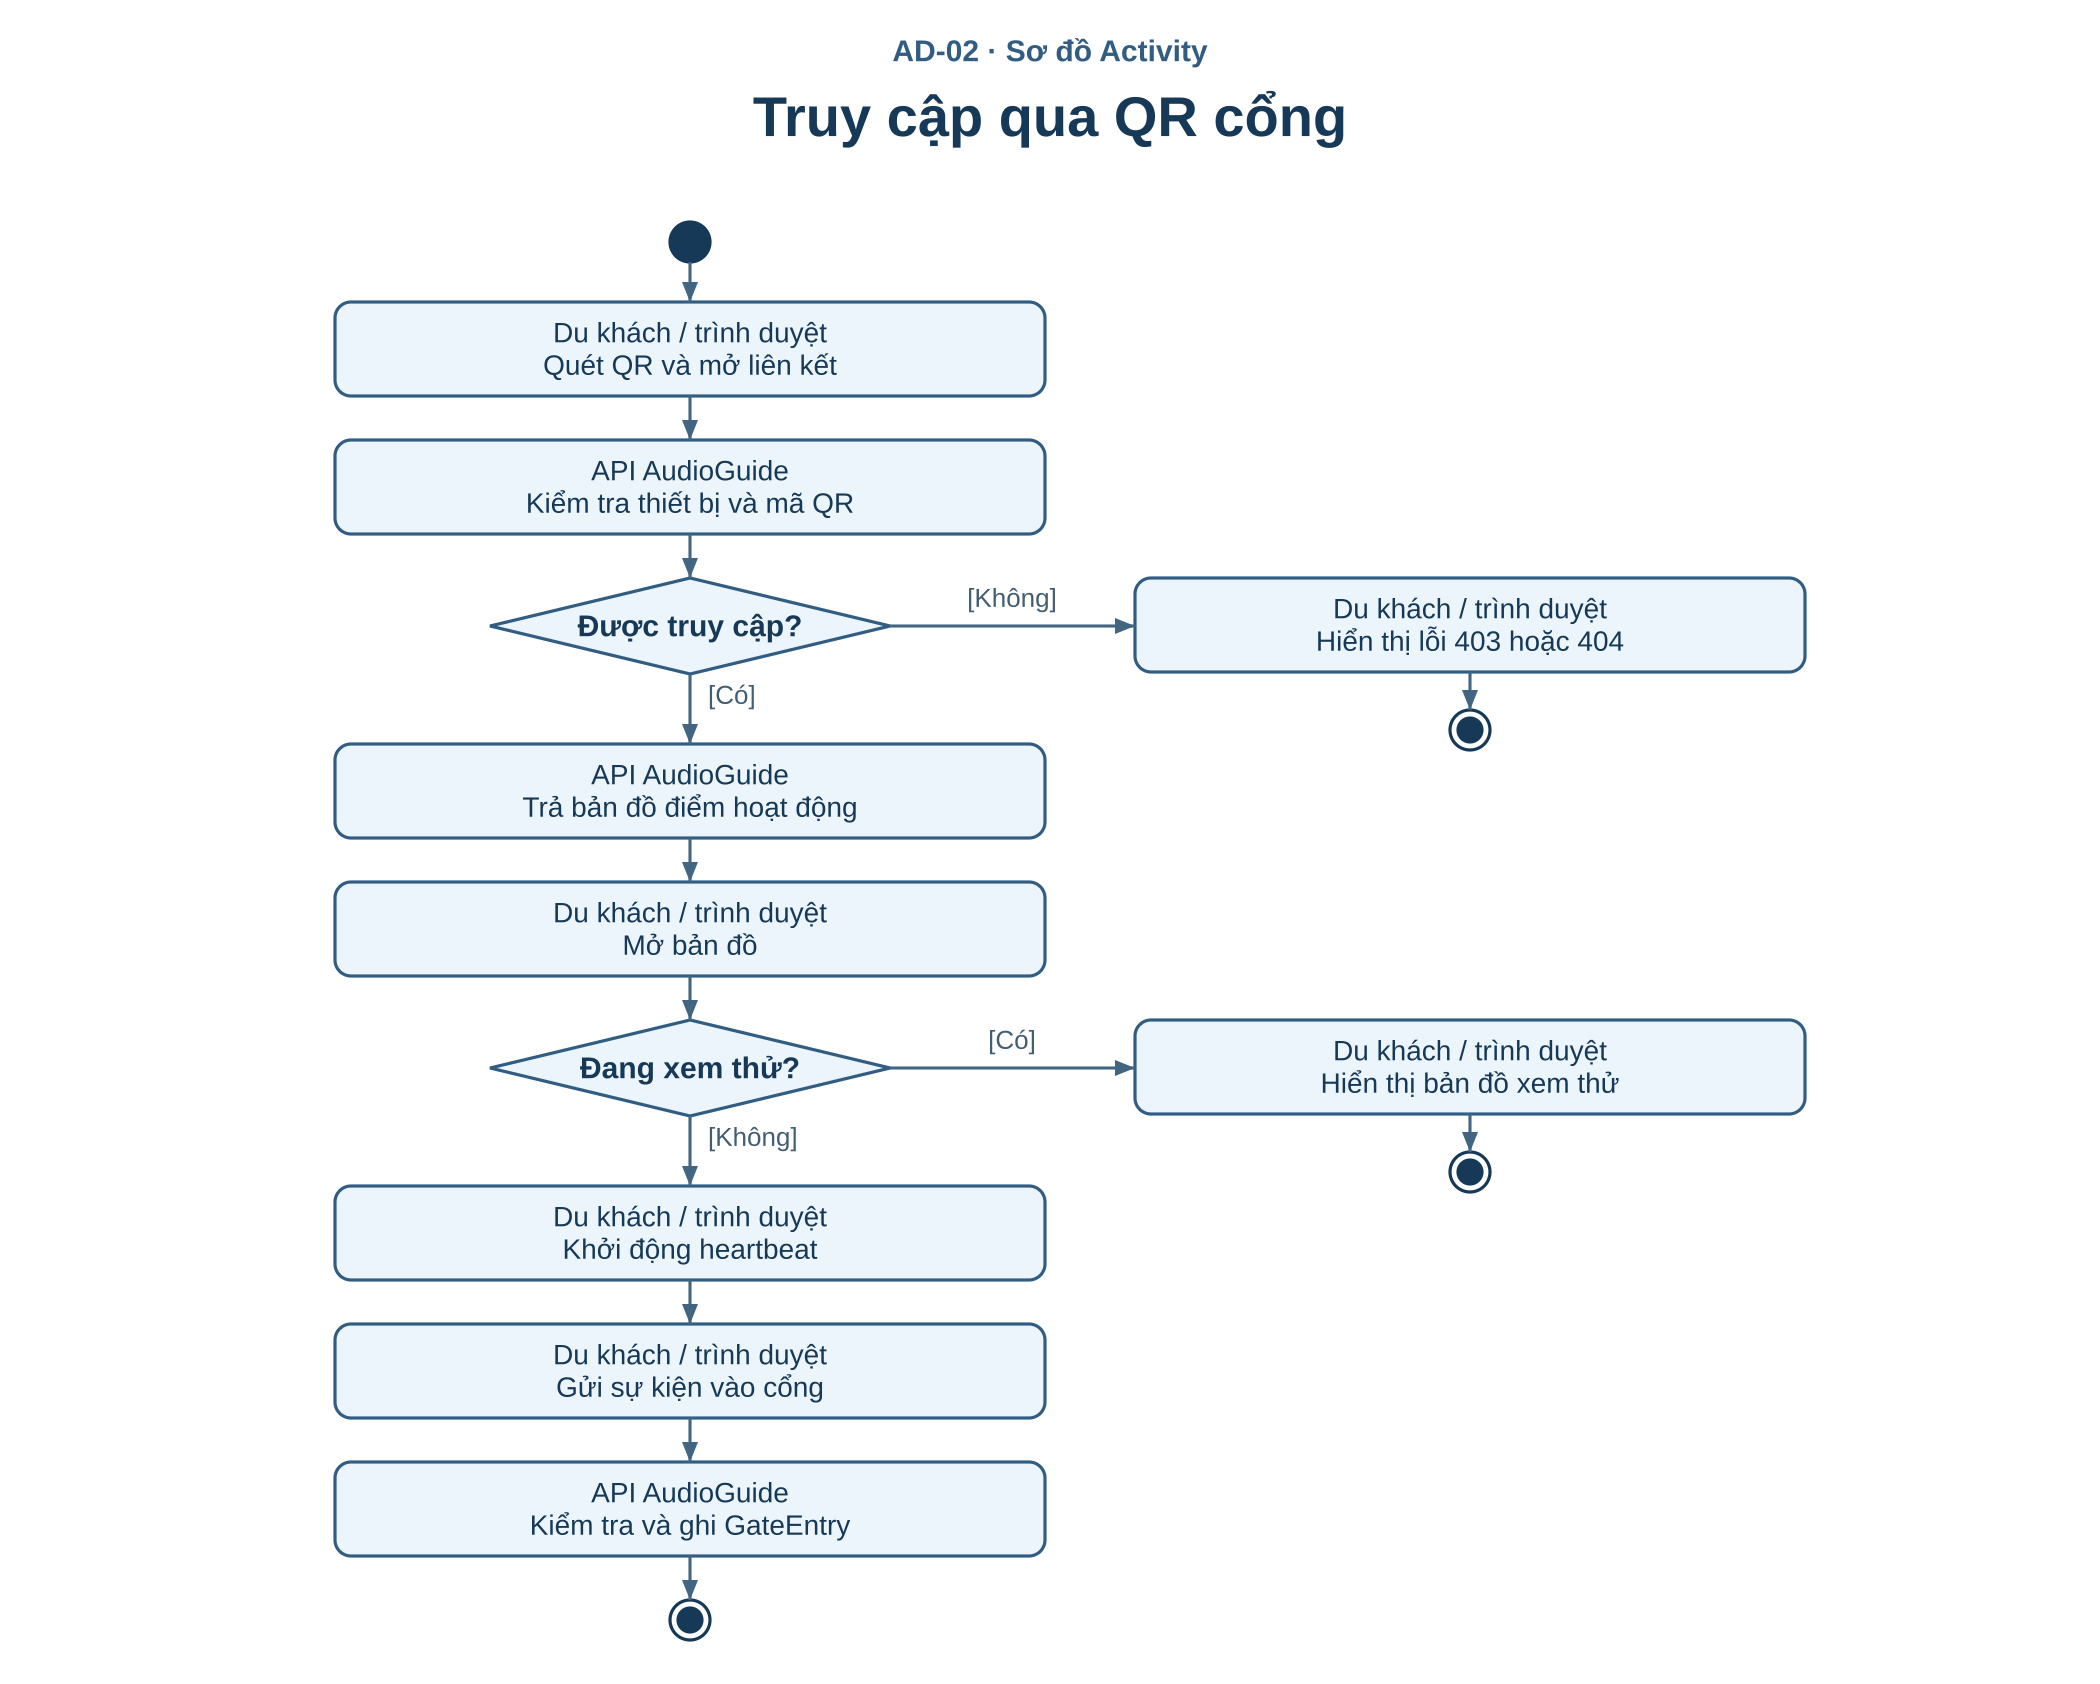 AD-02 · Sơ đồ Activity
Truy cập qua QR cổng
Du khách / trình duyệt
Quét QR và mở liên kết
API AudioGuide
Kiểm tra thiết bị và mã QR
Được truy cập?
[Không]
Du khách / trình duyệt
Hiển thị lỗi 403 hoặc 404
[Có]
API AudioGuide
Trả bản đồ điểm hoạt động
Du khách / trình duyệt
Mở bản đồ
Đang xem thử?
[Có]
Du khách / trình duyệt
Hiển thị bản đồ xem thử
[Không]
Du khách / trình duyệt
Khởi động heartbeat
Du khách / trình duyệt
Gửi sự kiện vào cổng
API AudioGuide
Kiểm tra và ghi GateEntry